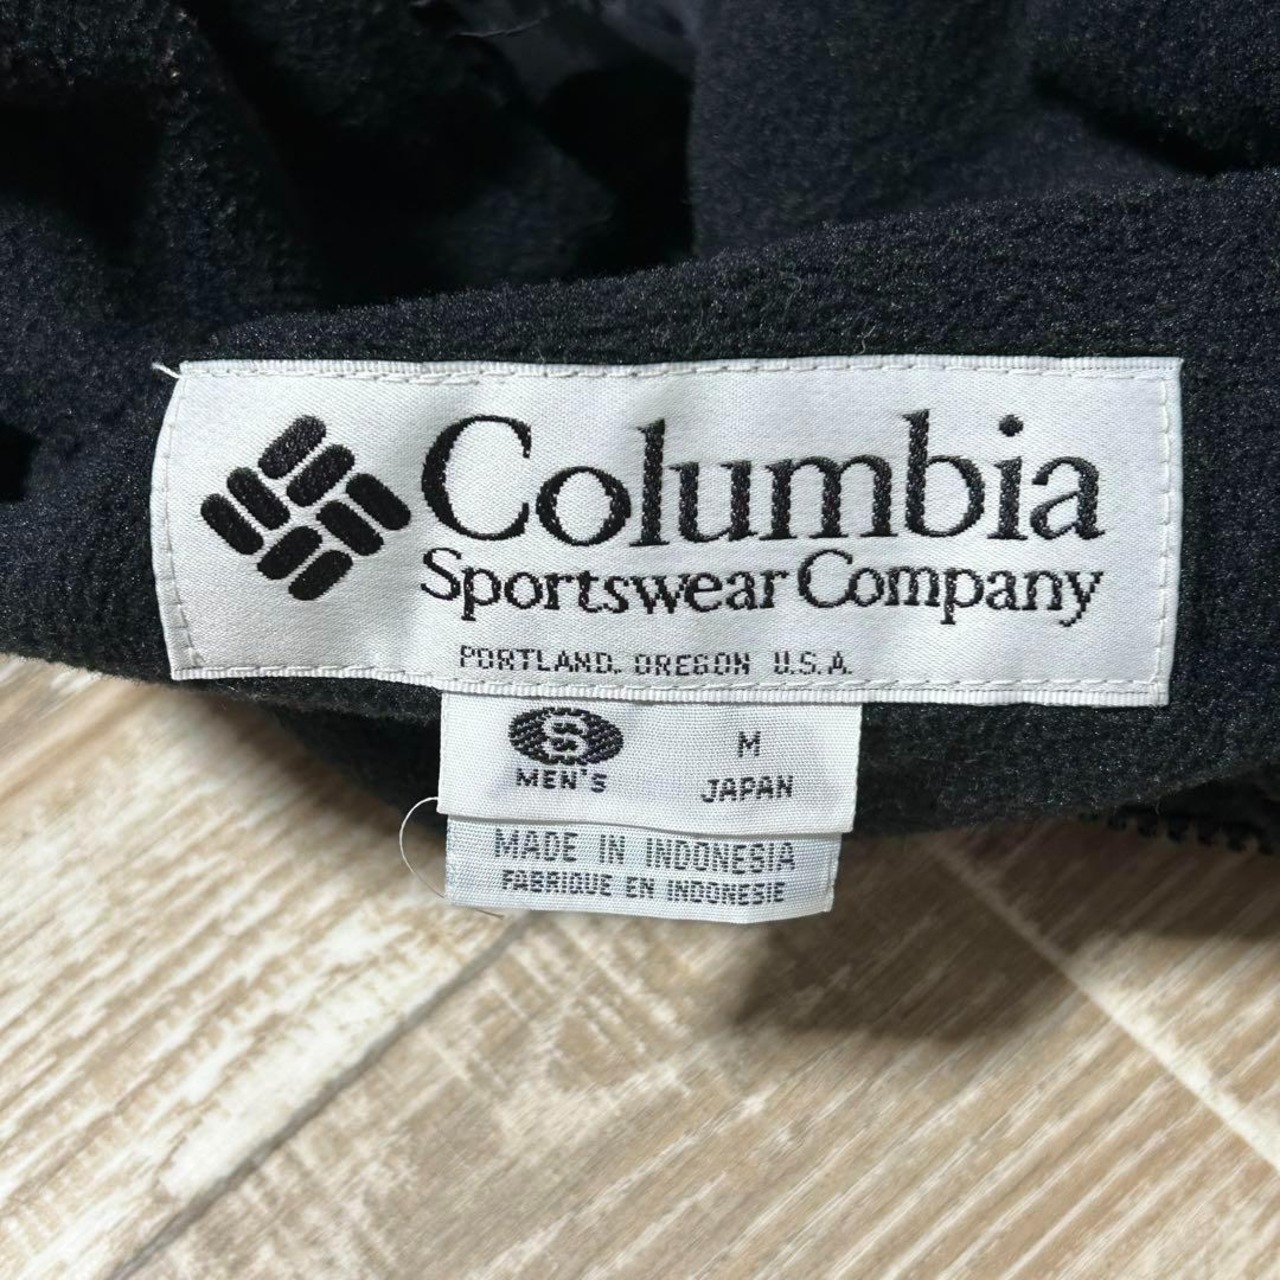 Columbia
Sportswear Company
PORTLAND. OREGON U.S.A.
S M
MEN'S JAPAN
MADE IN INDONESIA
FABRIQUE EN INDONESIE